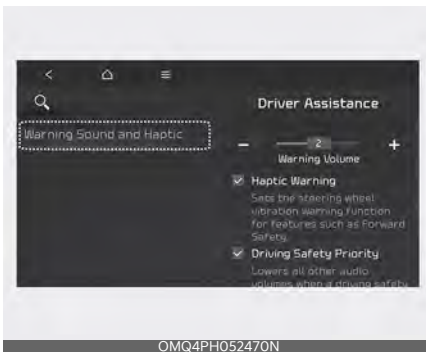 Driver Assistance
Warning Sound and Haptic
- 2 +
Warning Volume
Haptic Warning
Sets the steering wheel
vibration warning function
for features such as Forward
Safety.
Driving Safety Priority
Lowers all other audio
volumes when a driving safety
OMQ4PH052470N